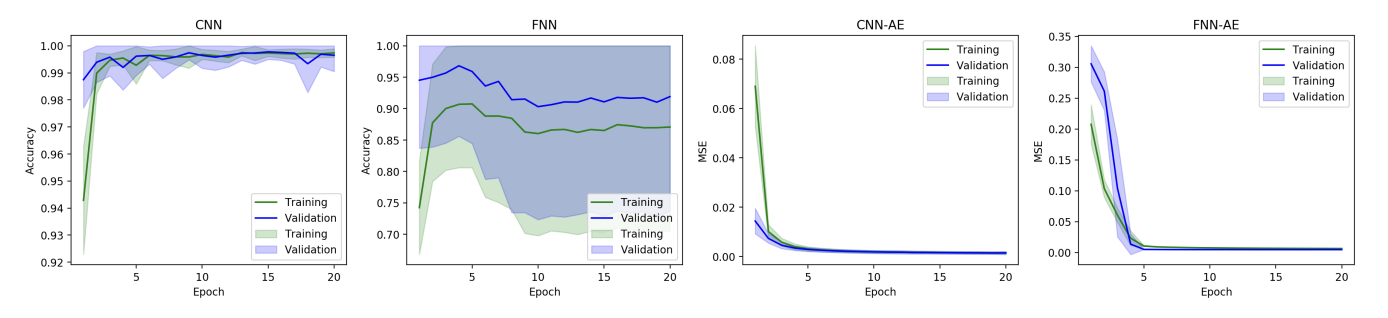 CNN
Accuracy
1.00
0.99
0.98
0.97
0.96
0.95
0.94
0.93
0.92
5 10 15 20
Epoch
Training
Validation
Training
Validation
FNN
Accuracy
1.00
0.95
0.90
0.85
0.80
0.75
0.70
5 10 15 20
Epoch
Training
Validation
Training
Validation
CNN-AE
MSE
0.08
0.06
0.04
0.02
0.00
5 10 15 20
Epoch
Training
Validation
Training
Validation
FNN-AE
MSE
0.35
0.30
0.25
0.20
0.15
0.10
0.05
0.00
5 10 15 20
Epoch
Training
Validation
Training
Validation